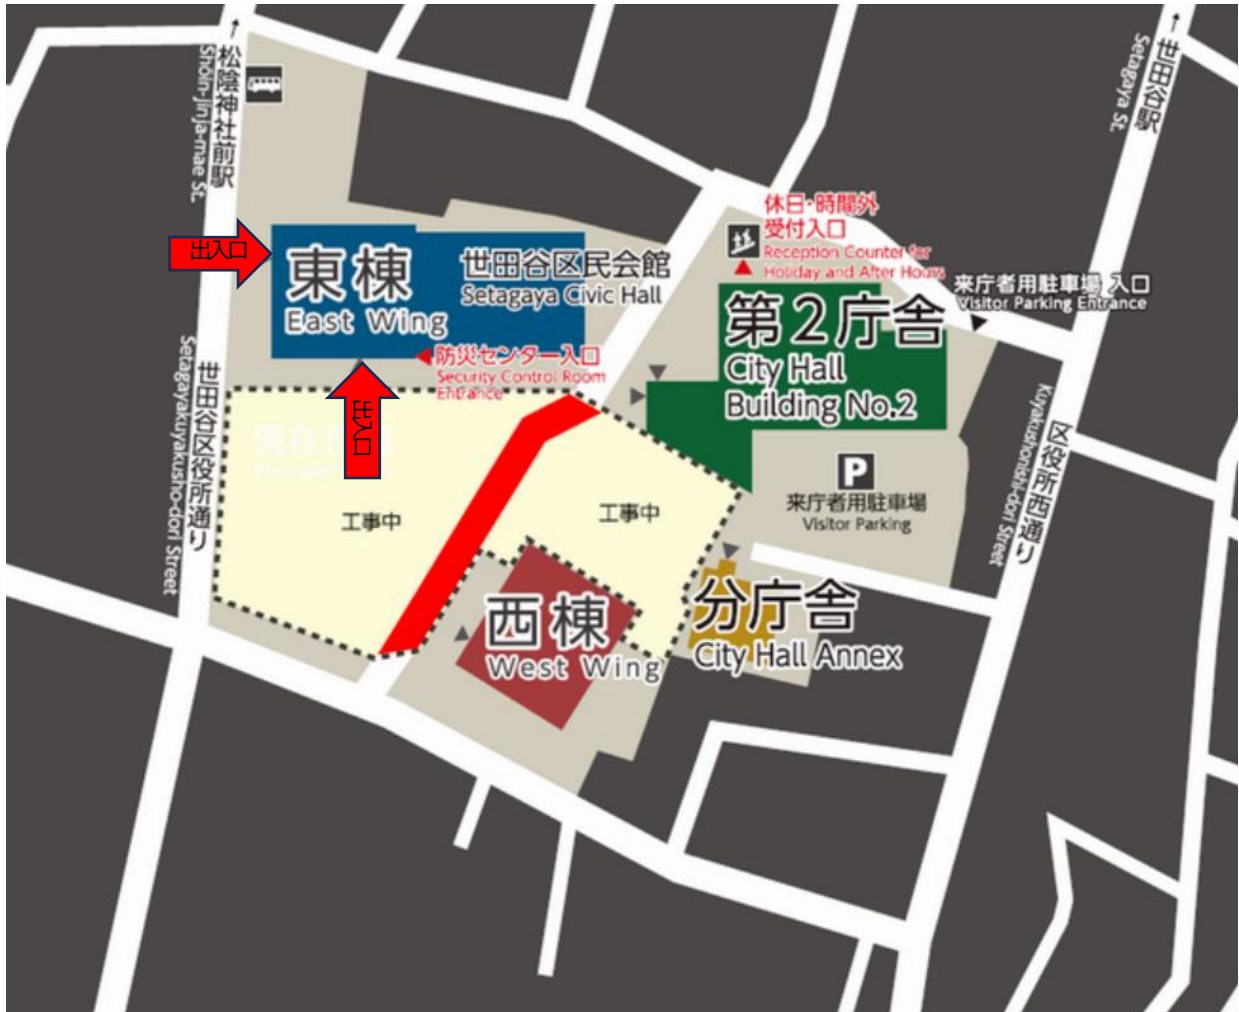 ↑
松陰神社前駅
Shoin-jinja-mae St.
↑
世田谷駅
Setagaya St.
休日・時間外
受付入口
Reception Counter for
Holiday and After Hours
出入口
東棟
East Wing
世田谷区民会館
Setagaya Civic Hall
来庁者用駐車場 入口
Visitor Parking Entrance
第2庁舎
City Hall
Building No.2
防災センター入口
Security Control Room
Entrance
出入口
世田谷区役所通り
Setagayakuyakusho-dori Street
区役所西通り
Kuyakushonishi-dori Street
P
来庁者用駐車場
Visitor Parking
工事中
工事中
西棟
West Wing
分庁舎
City Hall Annex